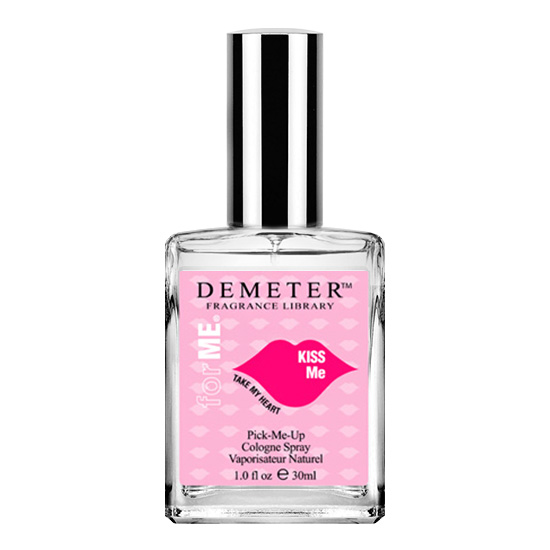 DEMETER™
FRAGRANCE LIBRARY
for ME®
KISS
Me
TAKE MY HEART
Pick-Me-Up
Cologne Spray
Vaporisateur Naturel
1.0 fl oz ℮ 30ml